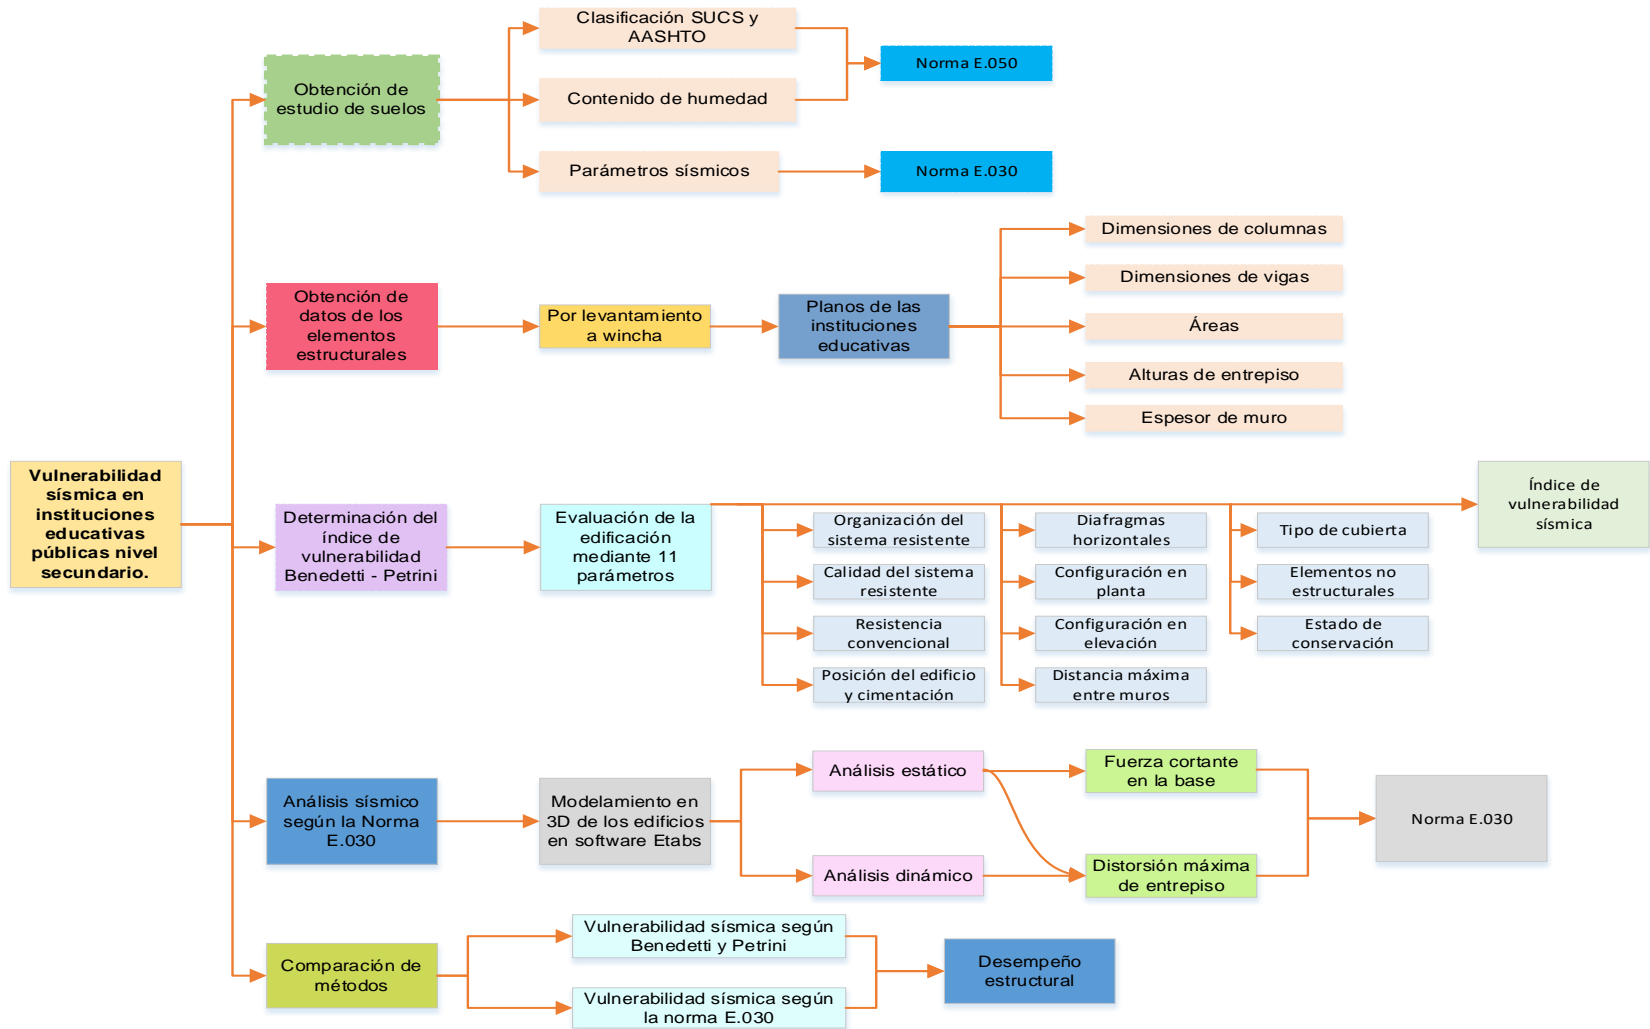 Vulnerabilidad
sísmica en
instituciones
educativas
públicas nivel
secundario.
Obtención de
estudio de suelos
Clasificación SUCS y
AASHTO
Contenido de humedad
Norma E.050
Parámetros sísmicos
Norma E.030
Obtención de
datos de los
elementos
estructurales
Por levantamiento
a wincha
Planos de las
instituciones
educativas
Dimensiones de columnas
Dimensiones de vigas
Áreas
Alturas de entrepiso
Espesor de muro
Determinación del
índice de
vulnerabilidad
Benedetti - Petrini
Evaluación de la
edificación
mediante 11
parámetros
Organización del
sistema resistente
Calidad del sistema
resistente
Resistencia
convencional
Posición del edificio
y cimentación
Diafragmas
horizontales
Configuración en
planta
Configuración en
elevación
Distancia máxima
entre muros
Tipo de cubierta
Elementos no
estructurales
Estado de
conservación
Índice de
vulnerabilidad
sísmica
Análisis sísmico
según la Norma
E.030
Modelamiento en
3D de los edificios
en software Etabs
Análisis estático
Análisis dinámico
Fuerza cortante
en la base
Distorsión máxima
de entrepiso
Norma E.030
Comparación de
métodos
Vulnerabilidad sísmica según
Benedetti y Petrini
Vulnerabilidad sísmica según
la norma E.030
Desempeño
estructural